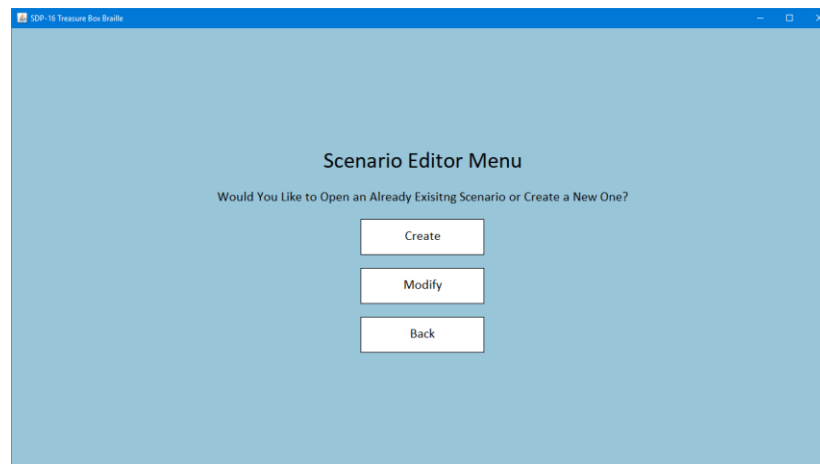 SDP-16 Treasure Box Braille
Scenario Editor Menu
Would You Like to Open an Already Exisitng Scenario or Create a New One?
Create
Modify
Back